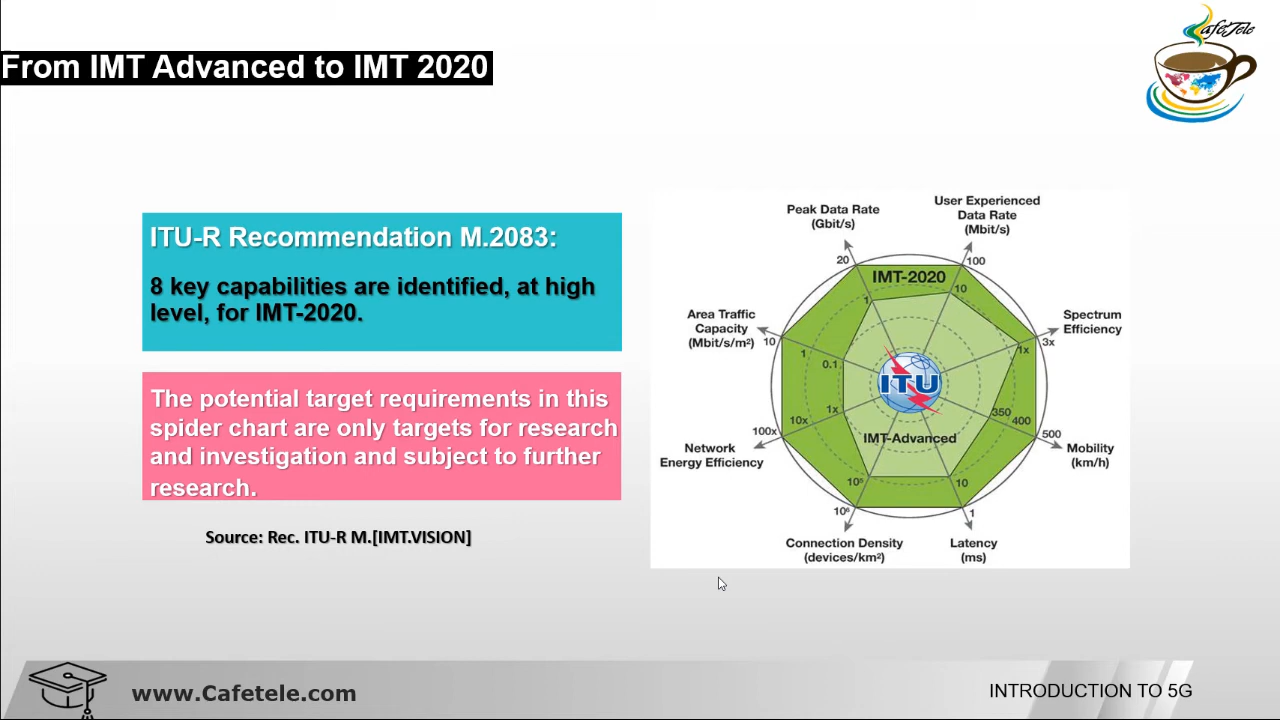 From IMT Advanced to IMT 2020
CafeTele
ITU-R Recommendation M.2083:
8 key capabilities are identified, at high
level, for IMT-2020.
The potential target requirements in this
spider chart are only targets for research
and investigation and subject to further
research.
Source: Rec. ITU-R M.[IMT.VISION]
Peak Data Rate
(Gbit/s)
User Experienced
Data Rate
(Mbit/s)
20
100
IMT-2020
1
10
Area Traffic
Capacity
(Mbit/s/m²)
10
1
0.1
Spectrum
Efficiency
3x
1x
ITU
Network
Energy Efficiency
100x
10x
1x
350
400
500
Mobility
(km/h)
IMT-Advanced
10⁵
10⁶
10
1
Connection Density
(devices/km²)
Latency
(ms)
www.Cafetele.com
INTRODUCTION TO 5G